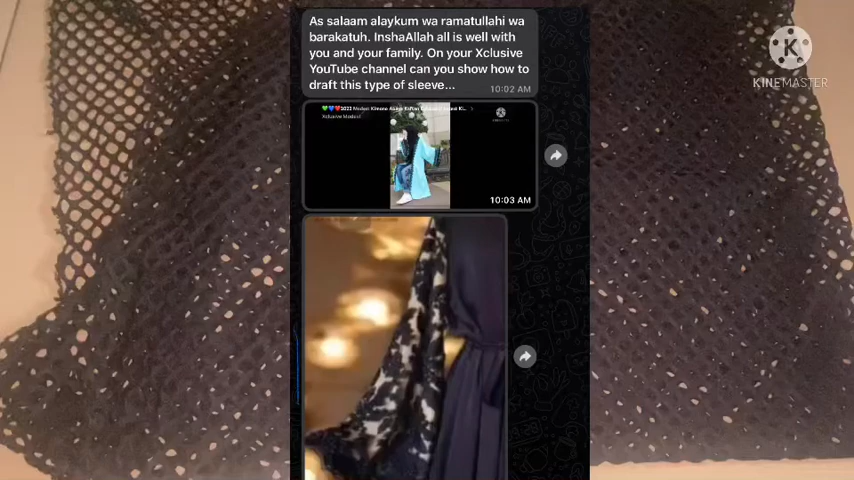 As salaam alaykum wa ramatullahi wa
barakatuh. InshaAllah all is well with
you and your family. On your Xclusive
YouTube channel can you show how to
draft this type of sleeve...
10:02 AM
K
KINEMASTER
10:03 AM